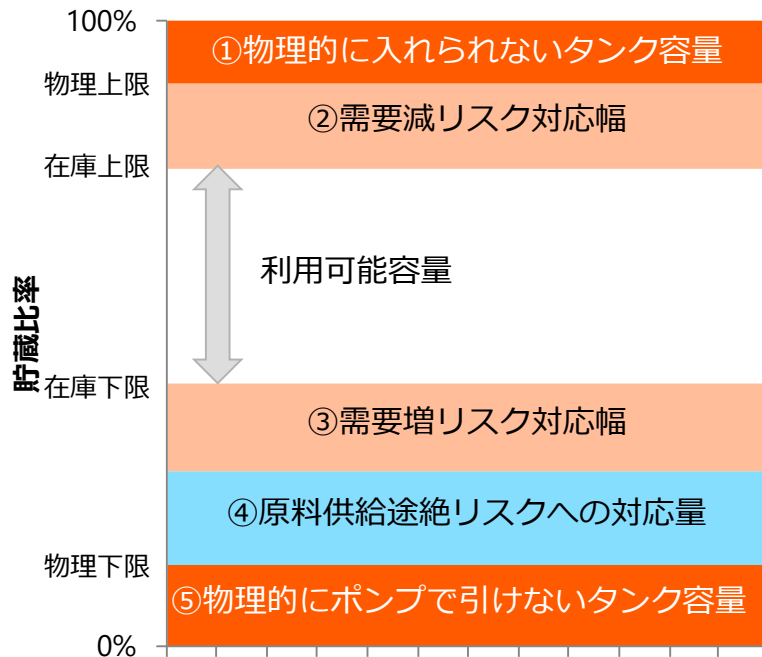 100%
①物理的に入れられないタンク容量
物理上限
②需要減リスク対応幅
在庫上限
利用可能容量
貯蔵比率
在庫下限
③需要増リスク対応幅
④原料供給途絶リスクへの対応量
物理下限
⑤物理的にポンプで引けないタンク容量
0%